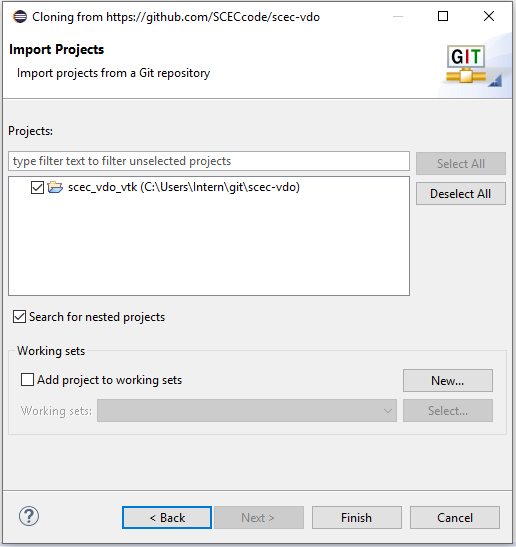 Cloning from https://github.com/SCECcode/scec-vdo
Import Projects
Import projects from a Git repository
GIT
Projects:
type filter text to filter unselected projects
Select All
scec_vdo_vtk (C:\Users\Intern\git\scec-vdo)
Deselect All
Search for nested projects
Working sets
Add project to working sets
New...
Working sets:
Select...
?
< Back
Next >
Finish
Cancel